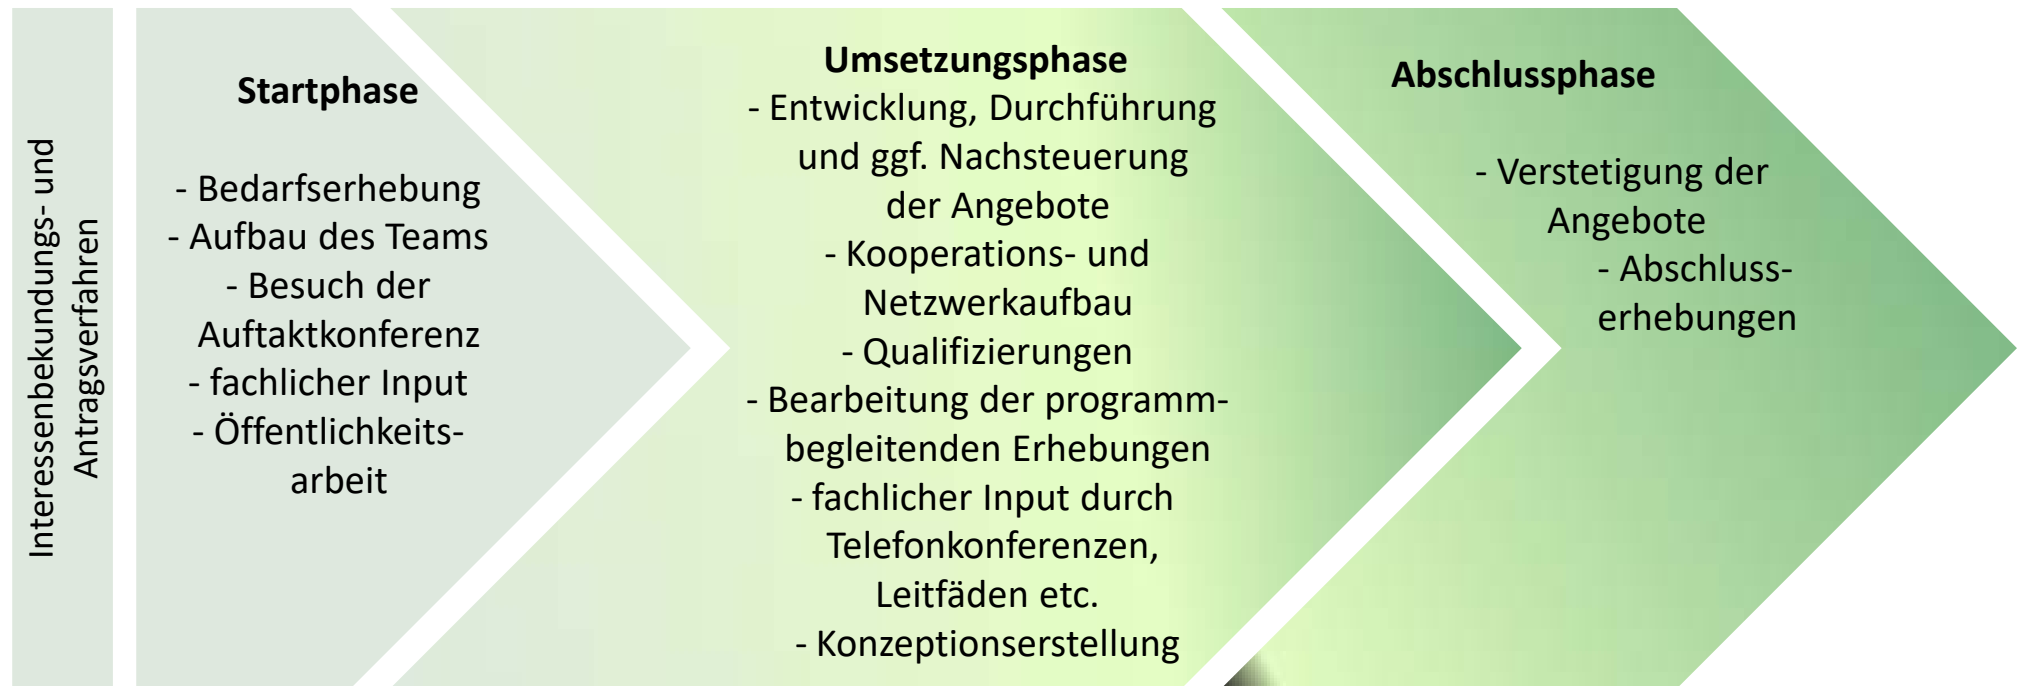 Interessenbekundungs- und
Antragsverfahren
Startphase
- Bedarfserhebung
- Aufbau des Teams
- Besuch der
Auftaktkonferenz
- fachlicher Input
- Öffentlichkeits-
arbeit
Umsetzungsphase
- Entwicklung, Durchführung
und ggf. Nachsteuerung
der Angebote
- Kooperations- und
Netzwerkaufbau
- Qualifizierungen
- Bearbeitung der programm-
begleitenden Erhebungen
- fachlicher Input durch
Telefonkonferenzen,
Leitfäden etc.
- Konzeptionserstellung
Abschlussphase
- Verstetigung der
Angebote
- Abschluss-
erhebungen